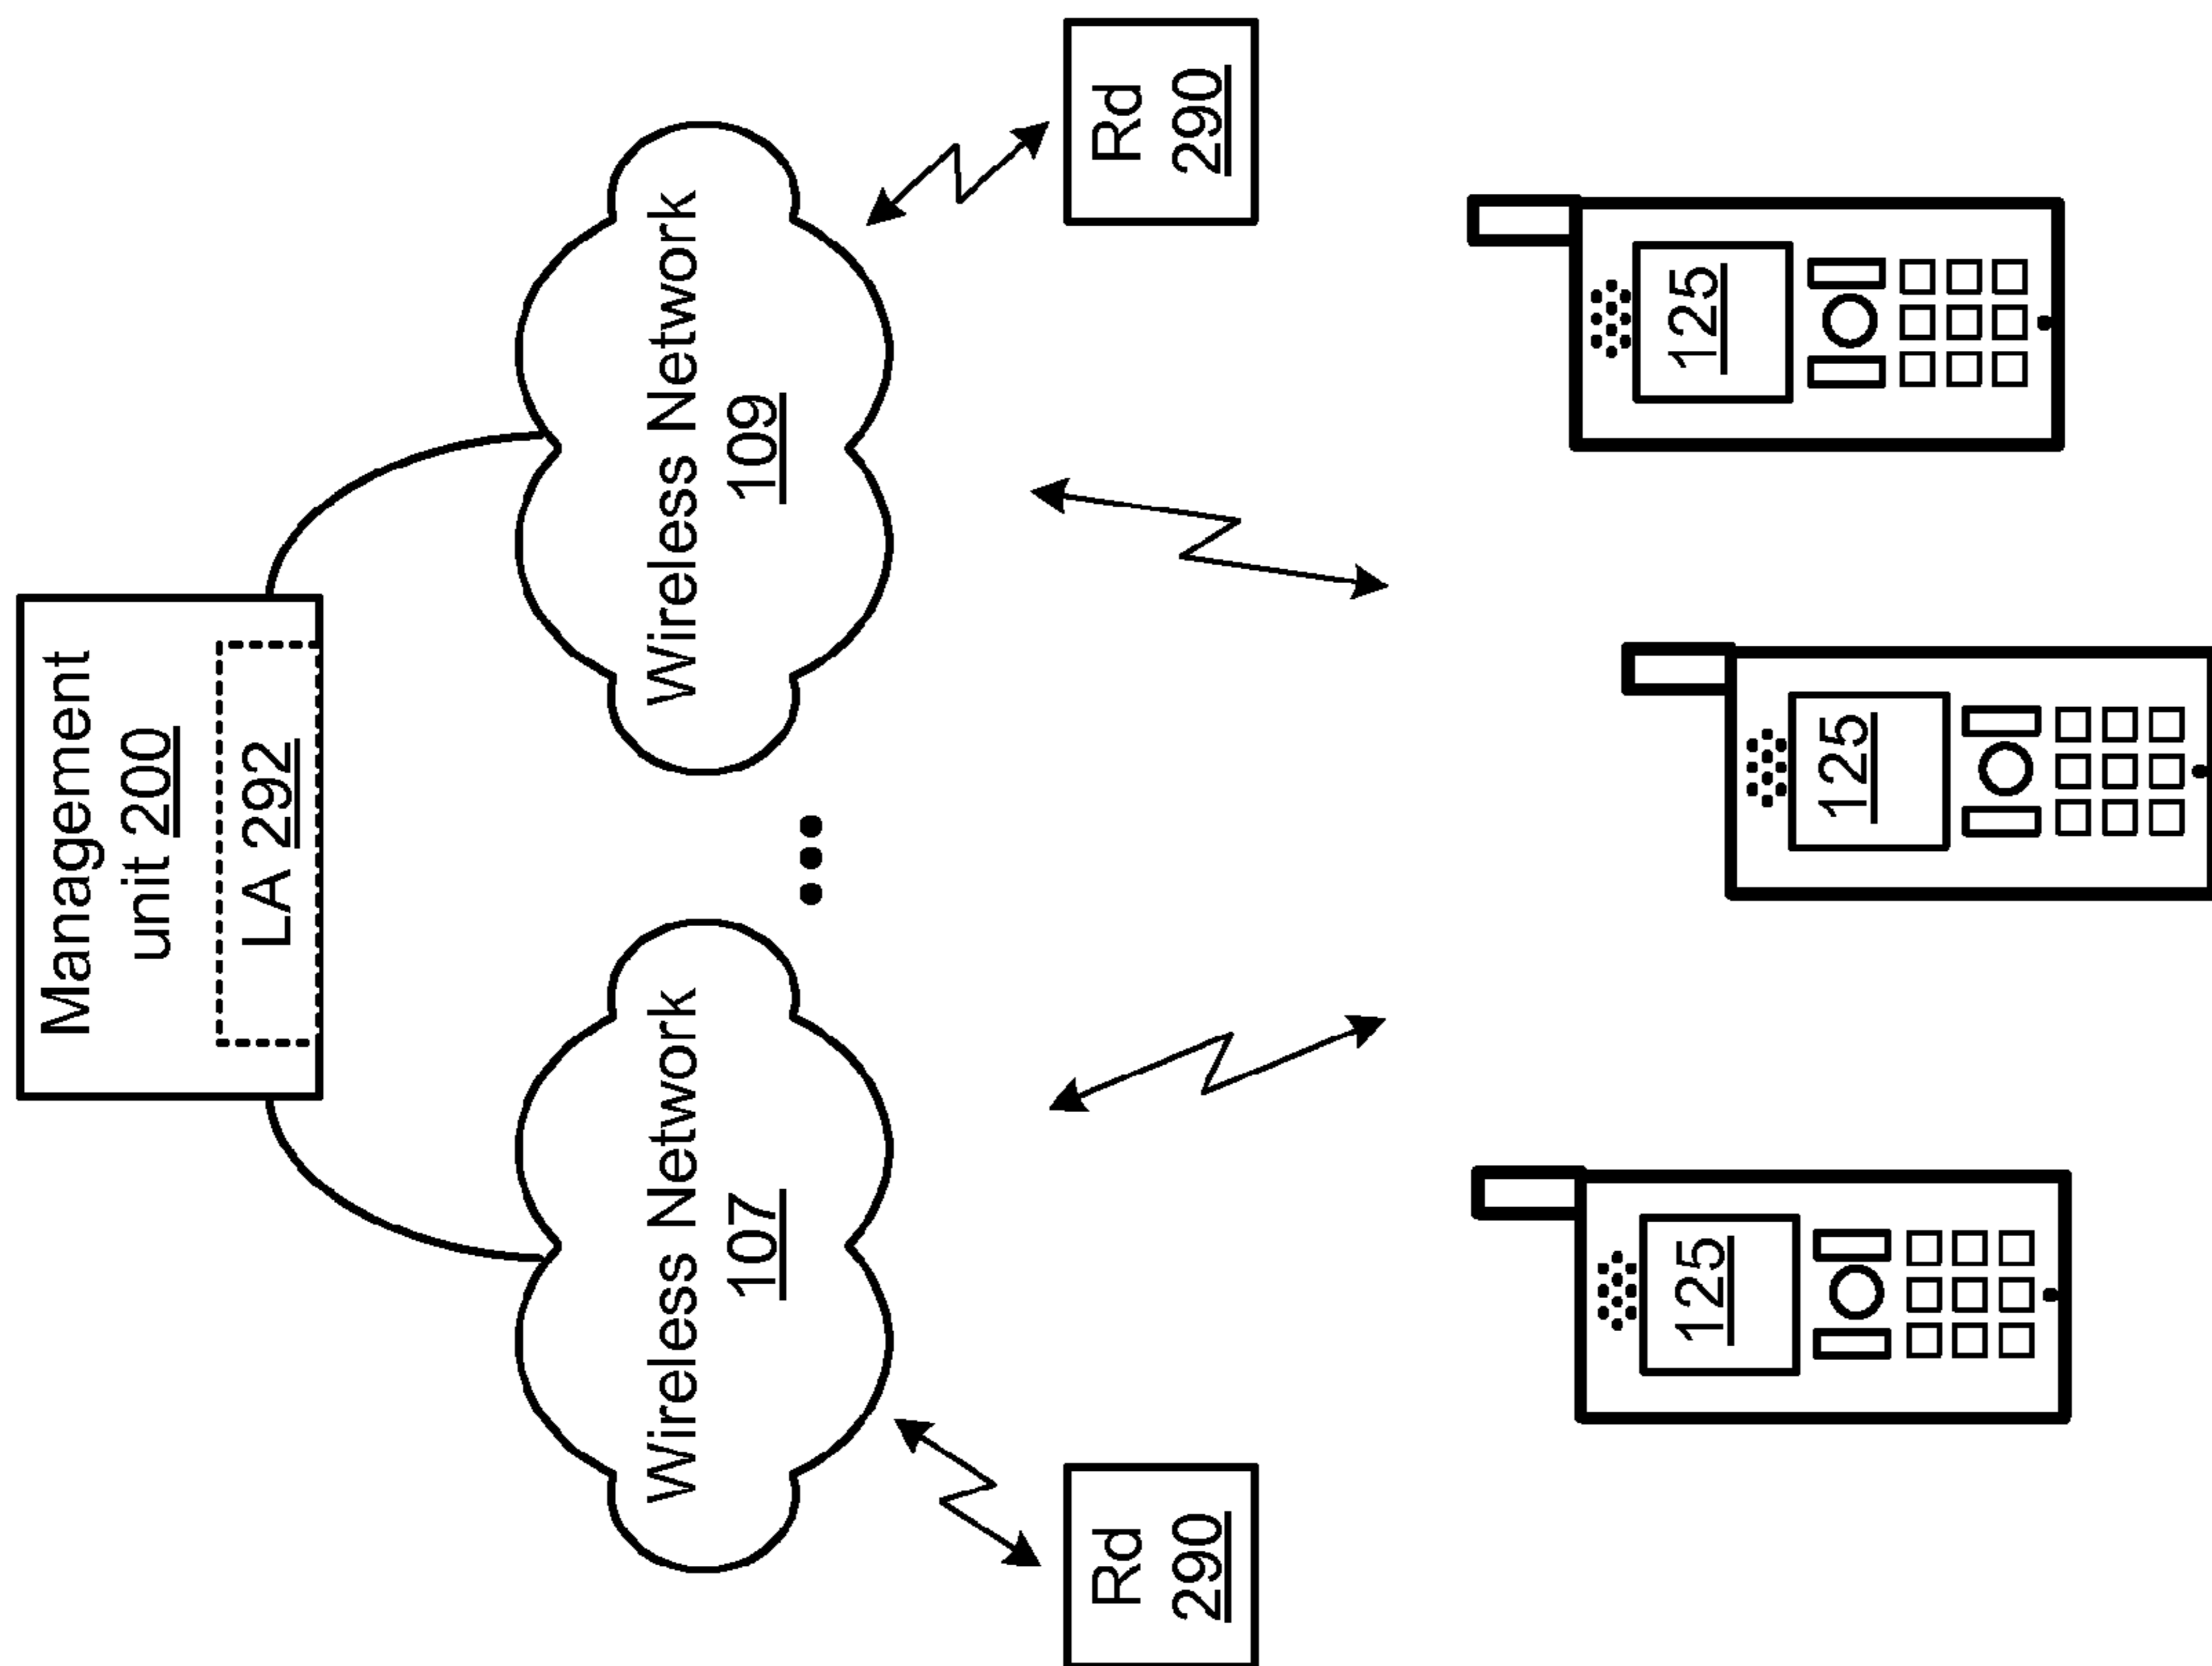 Management
unit 200
LA 292
Wireless Network
107
Wireless Network
109
Rd
290
Rd
290
125
125
125